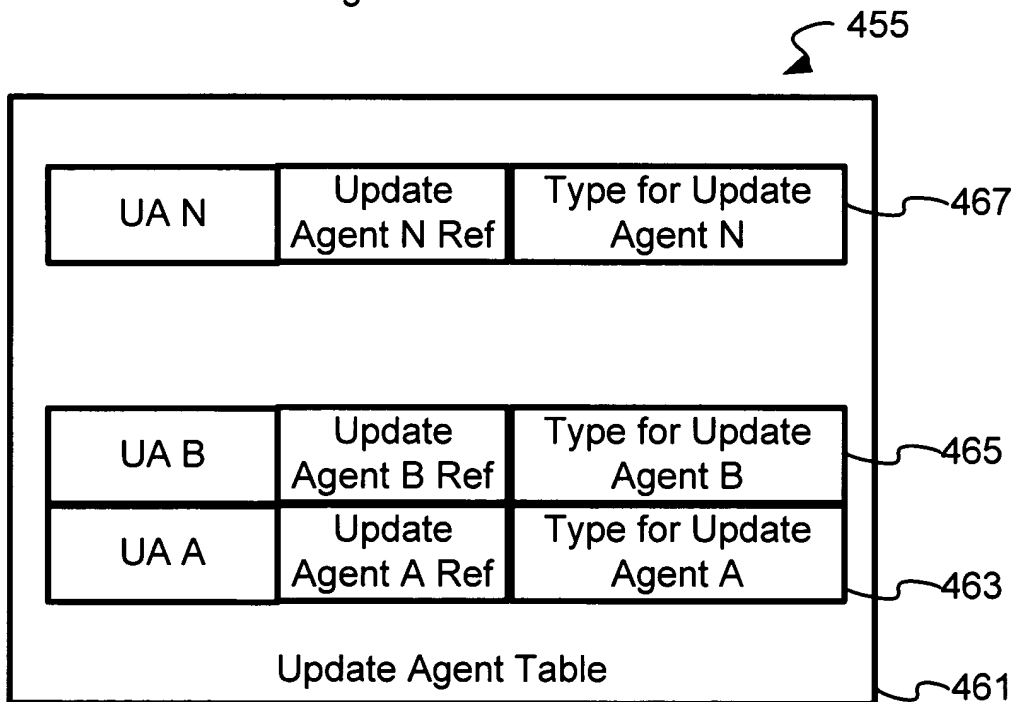 455
UA N
Update
Agent N Ref
Type for Update
Agent N
467
UA B
Update
Agent B Ref
Type for Update
Agent B
465
UA A
Update
Agent A Ref
Type for Update
Agent A
463
Update Agent Table
461